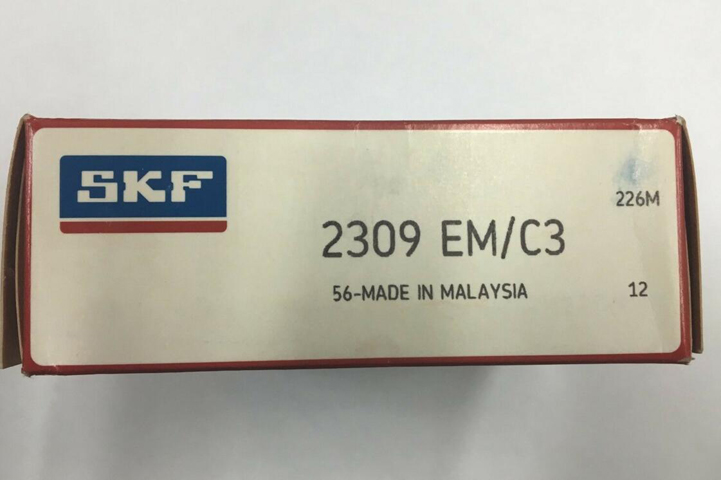 SKF
226M
2309 EM/C3
56-MADE IN MALAYSIA
12